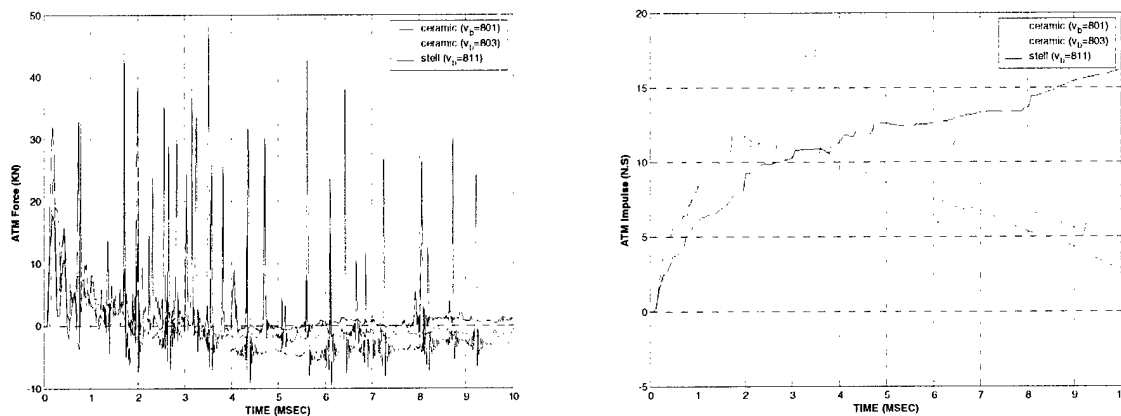 50
40
30
20
10
0
-10
ATM Force (KN)
ceramic (v_b=801)
ceramic (v_b=803)
stell (v_b=811)
0 1 2 3 4 5 6 7 8 9 10
TIME (MSEC)
20
15
10
5
0
-5
ATM Impulse (N.S)
ceramic (v_b=801)
ceramic (v_b=803)
stell (v_b=811)
0 1 2 3 4 5 6 7 8 9 10
TIME (MSEC)